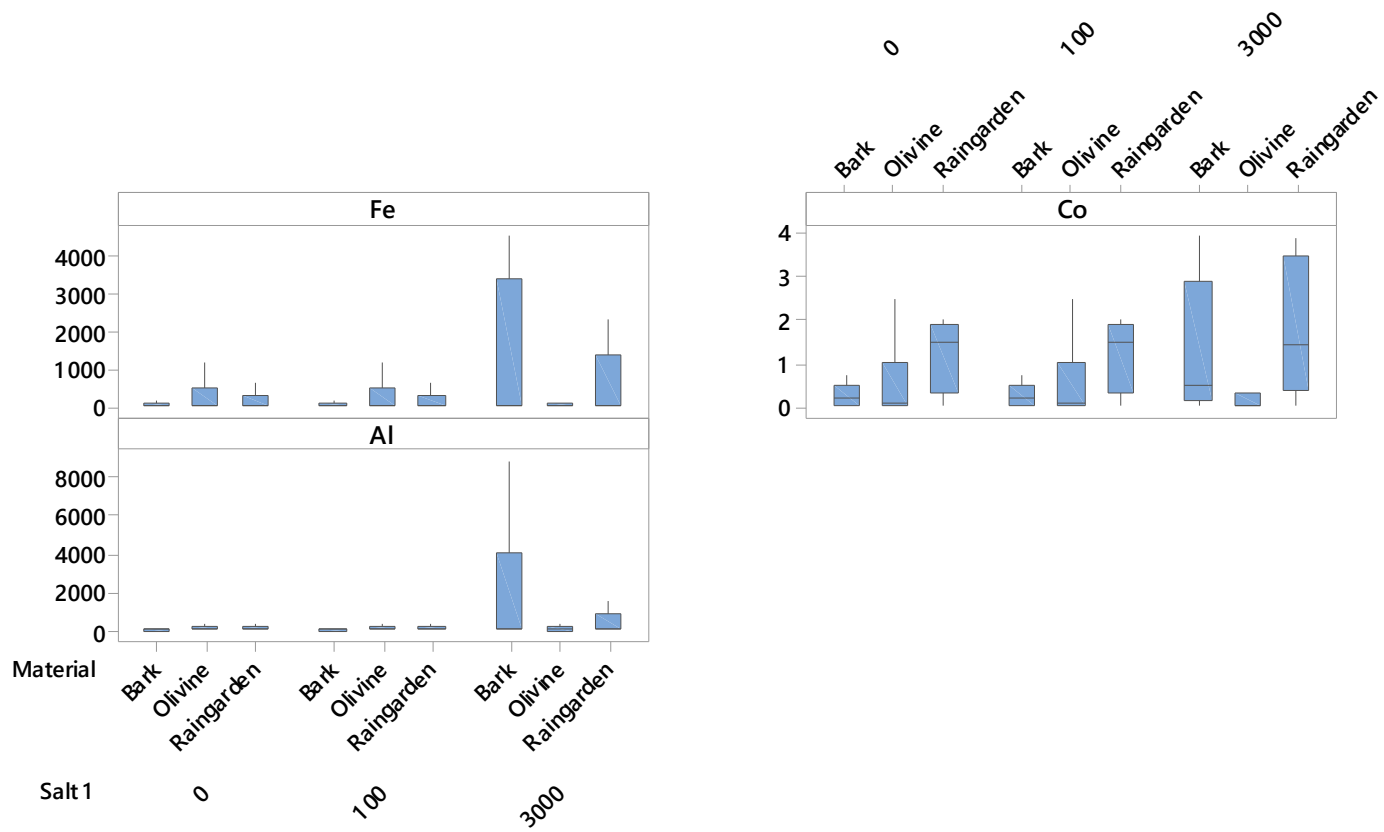 0 100 3000
Bark Olivine Raingarden Bark Olivine Raingarden Bark Olivine Raingarden
Fe
4000
3000
2000
1000
0
Al
8000
6000
4000
2000
0
Material Bark Olivine Raingarden Bark Olivine Raingarden Bark Olivine Raingarden
Salt 1 0 100 3000
Co
4
3
2
1
0